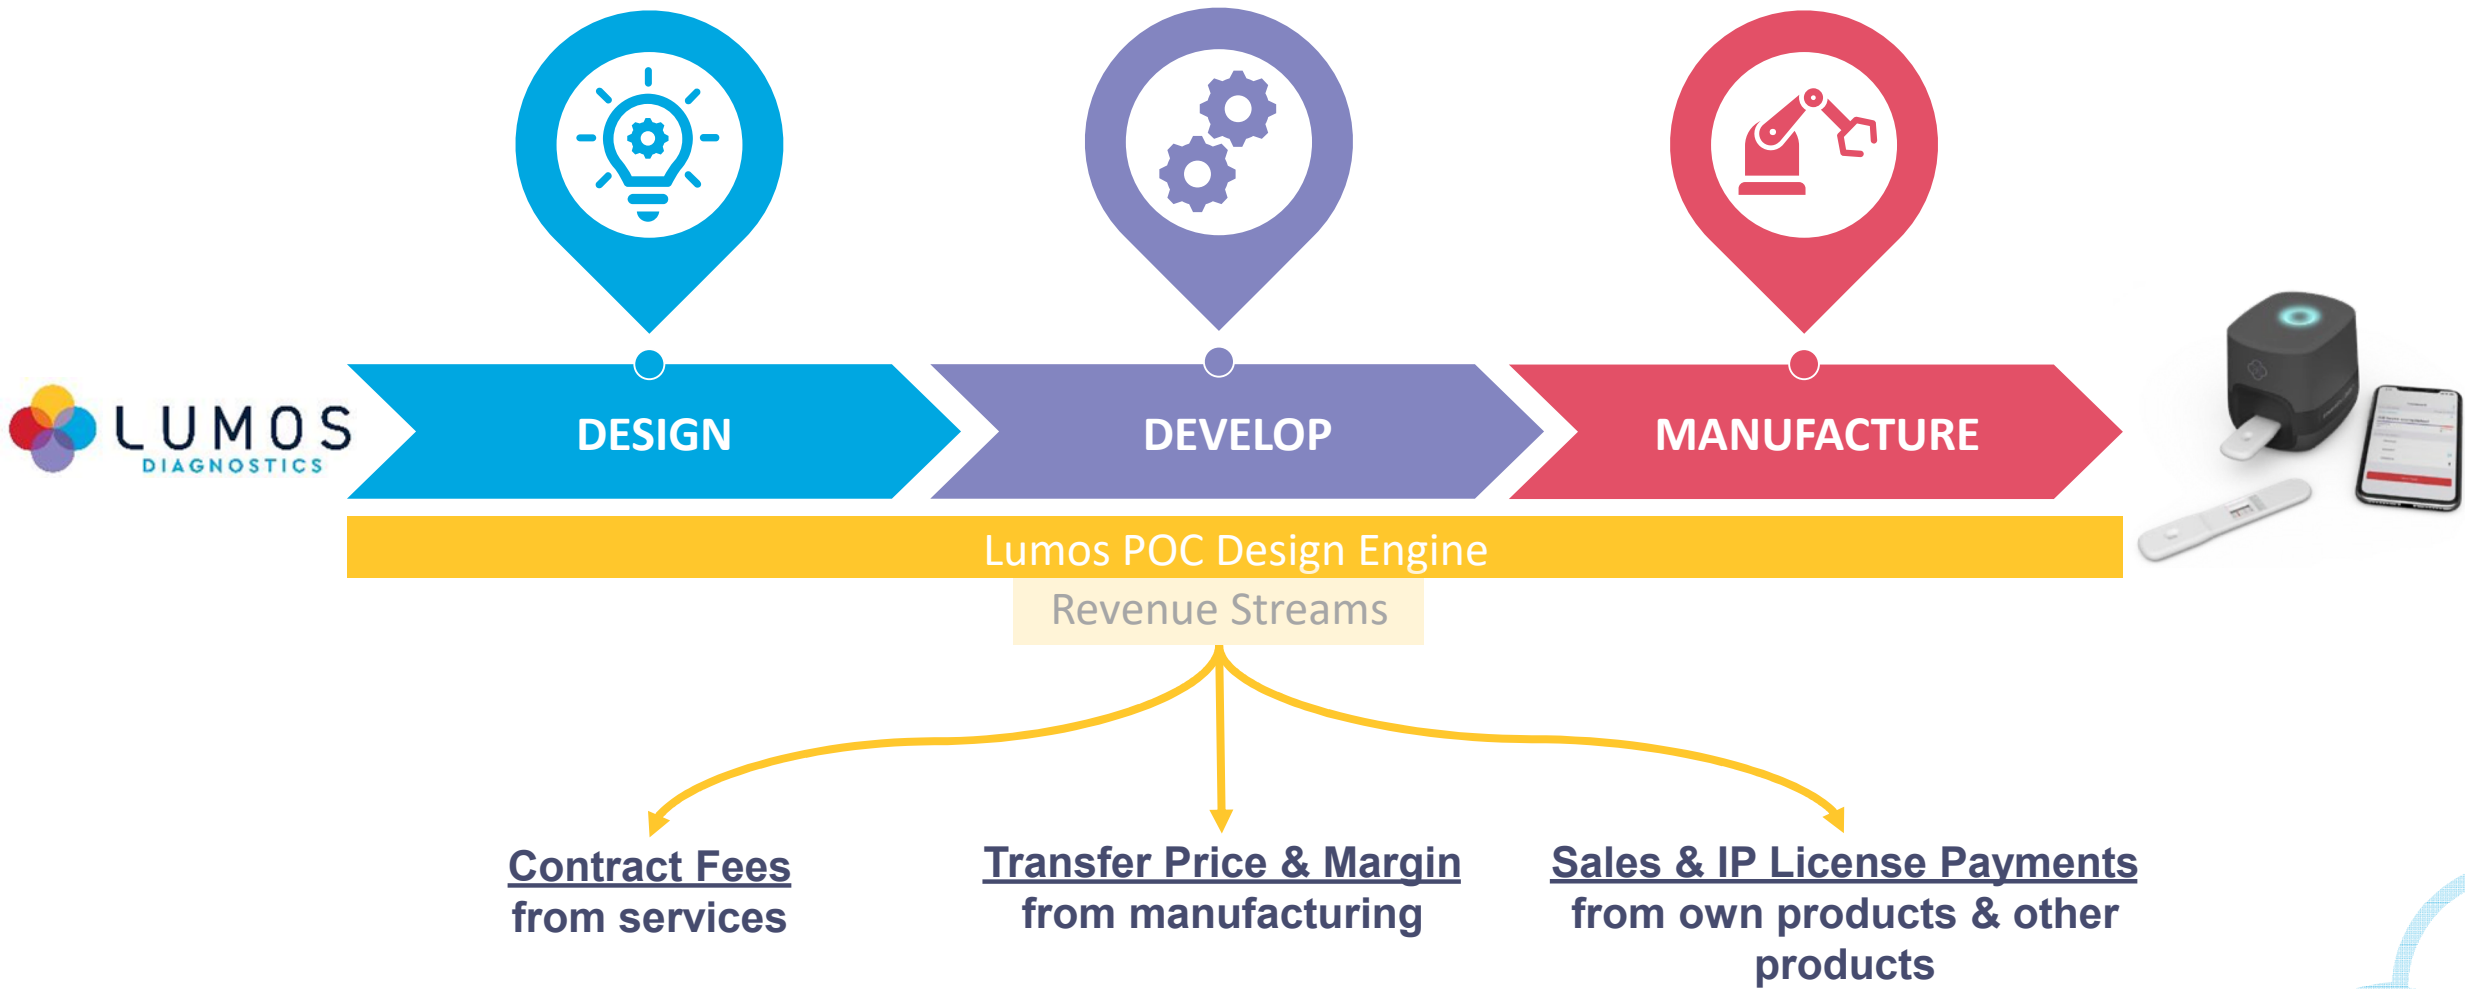 LUMOS
DIAGNOSTICS
DESIGN
DEVELOP
MANUFACTURE
Lumos POC Design Engine
Revenue Streams
Contract Fees
from services
Transfer Price & Margin
from manufacturing
Sales & IP License Payments
from own products & other
products